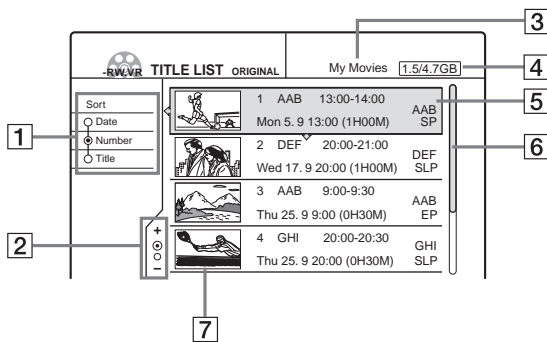 3
-RW.VR TITLE LIST ORIGINAL My Movies 1.5/4.7GB 4
1
Sort
Date
Number
Title
1 AAB 13:00-14:00 AAB 5
Mon 5. 9 13:00 (1H00M) SP
6
2 DEF 20:00-21:00 DEF
Wed 17. 9 20:00 (1H00M) SLP
3 AAB 9:00-9:30 AAB
Thu 25. 9 9:00 (0H30M) EP
2
+
−
4 GHI 20:00-20:30 GHI
Thu 25. 9 20:00 (0H30M) SLP
7